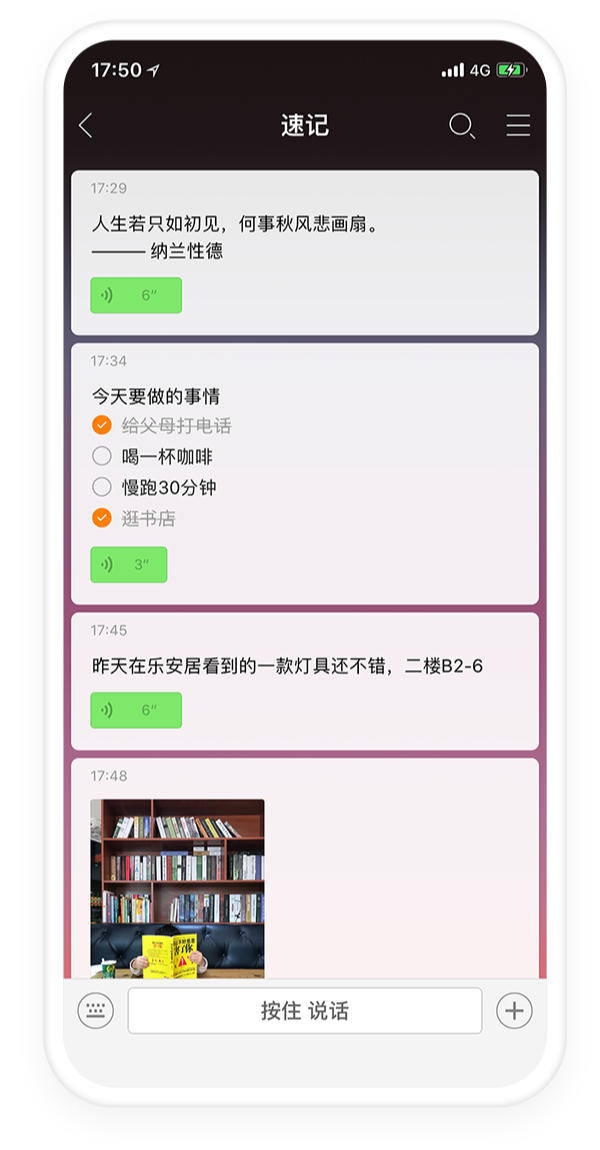 17:50
4G
速记
17:29
人生若只如初见，何事秋风悲画扇。
——— 纳兰性德
6″
17:34
今天要做的事情
给父母打电话
喝一杯咖啡
慢跑30分钟
逛书店
3″
17:45
昨天在乐安居看到的一款灯具还不错，二楼B2-6
6″
17:48
害了你
按住 说话